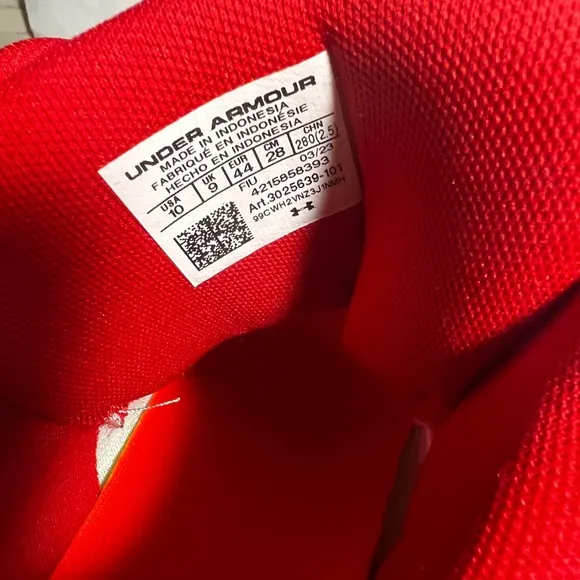 UNDER ARMOUR
MADE IN INDONESIA
FABRIQUÉ EN INDONÉSIE
HECHO EN INDONESIA
USA UK EUR CM CHN
10 9 44 28 280(2.5)
FIU 03/23
4215858393
Art.3025639-101
99CWH2VNZ3J1NMH